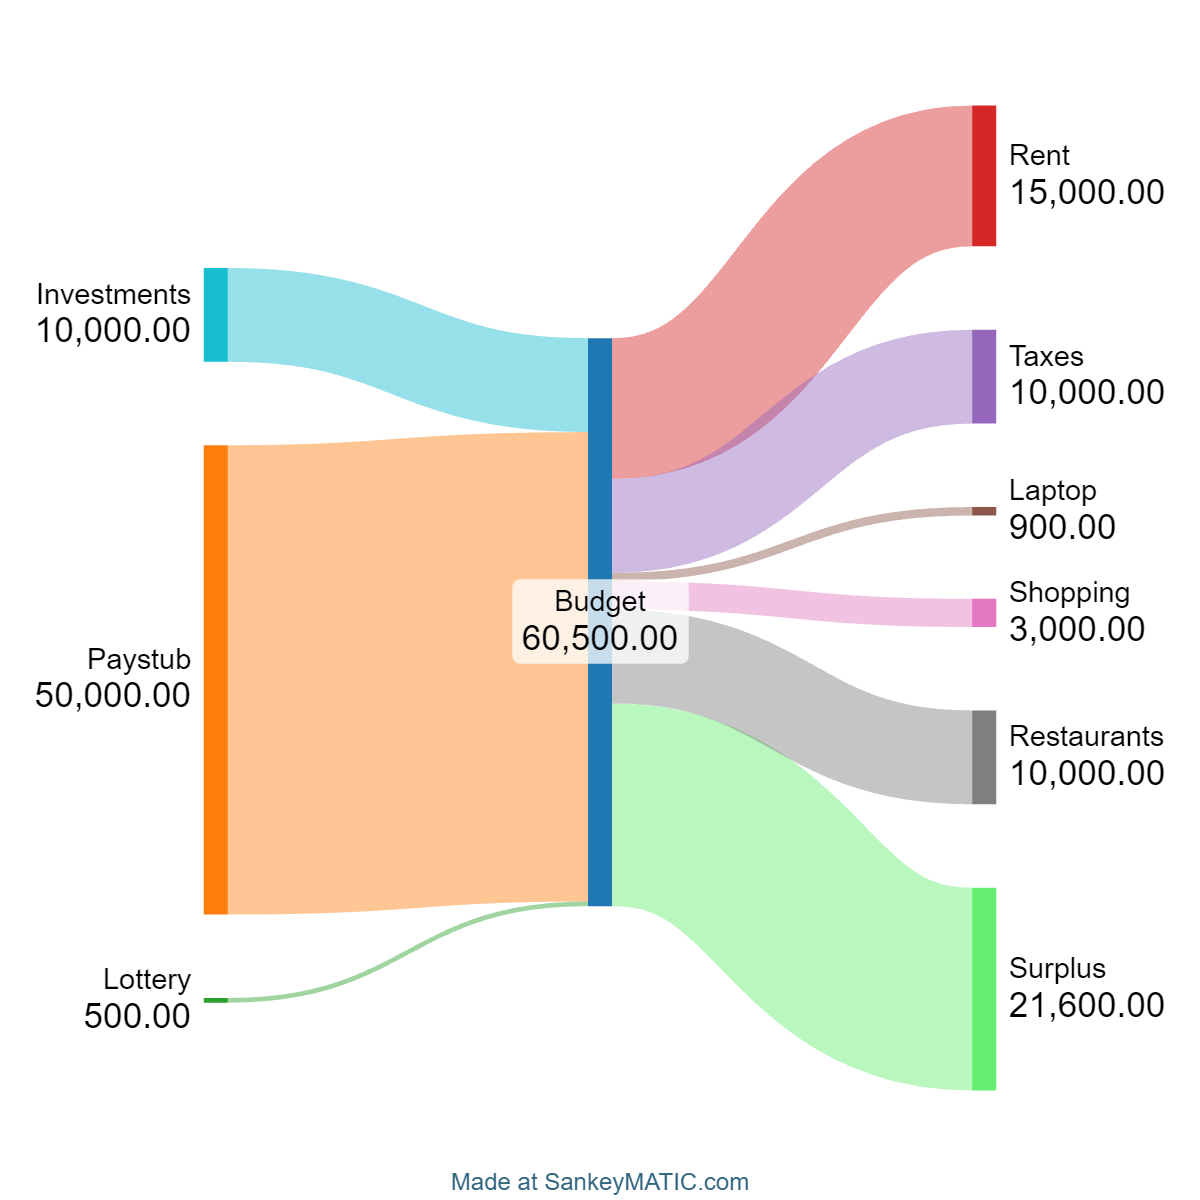 Investments
10,000.00
Paystub
50,000.00
Lottery
500.00
Budget
60,500.00
Rent
15,000.00
Taxes
10,000.00
Laptop
900.00
Shopping
3,000.00
Restaurants
10,000.00
Surplus
21,600.00
Made at SankeyMATIC.com